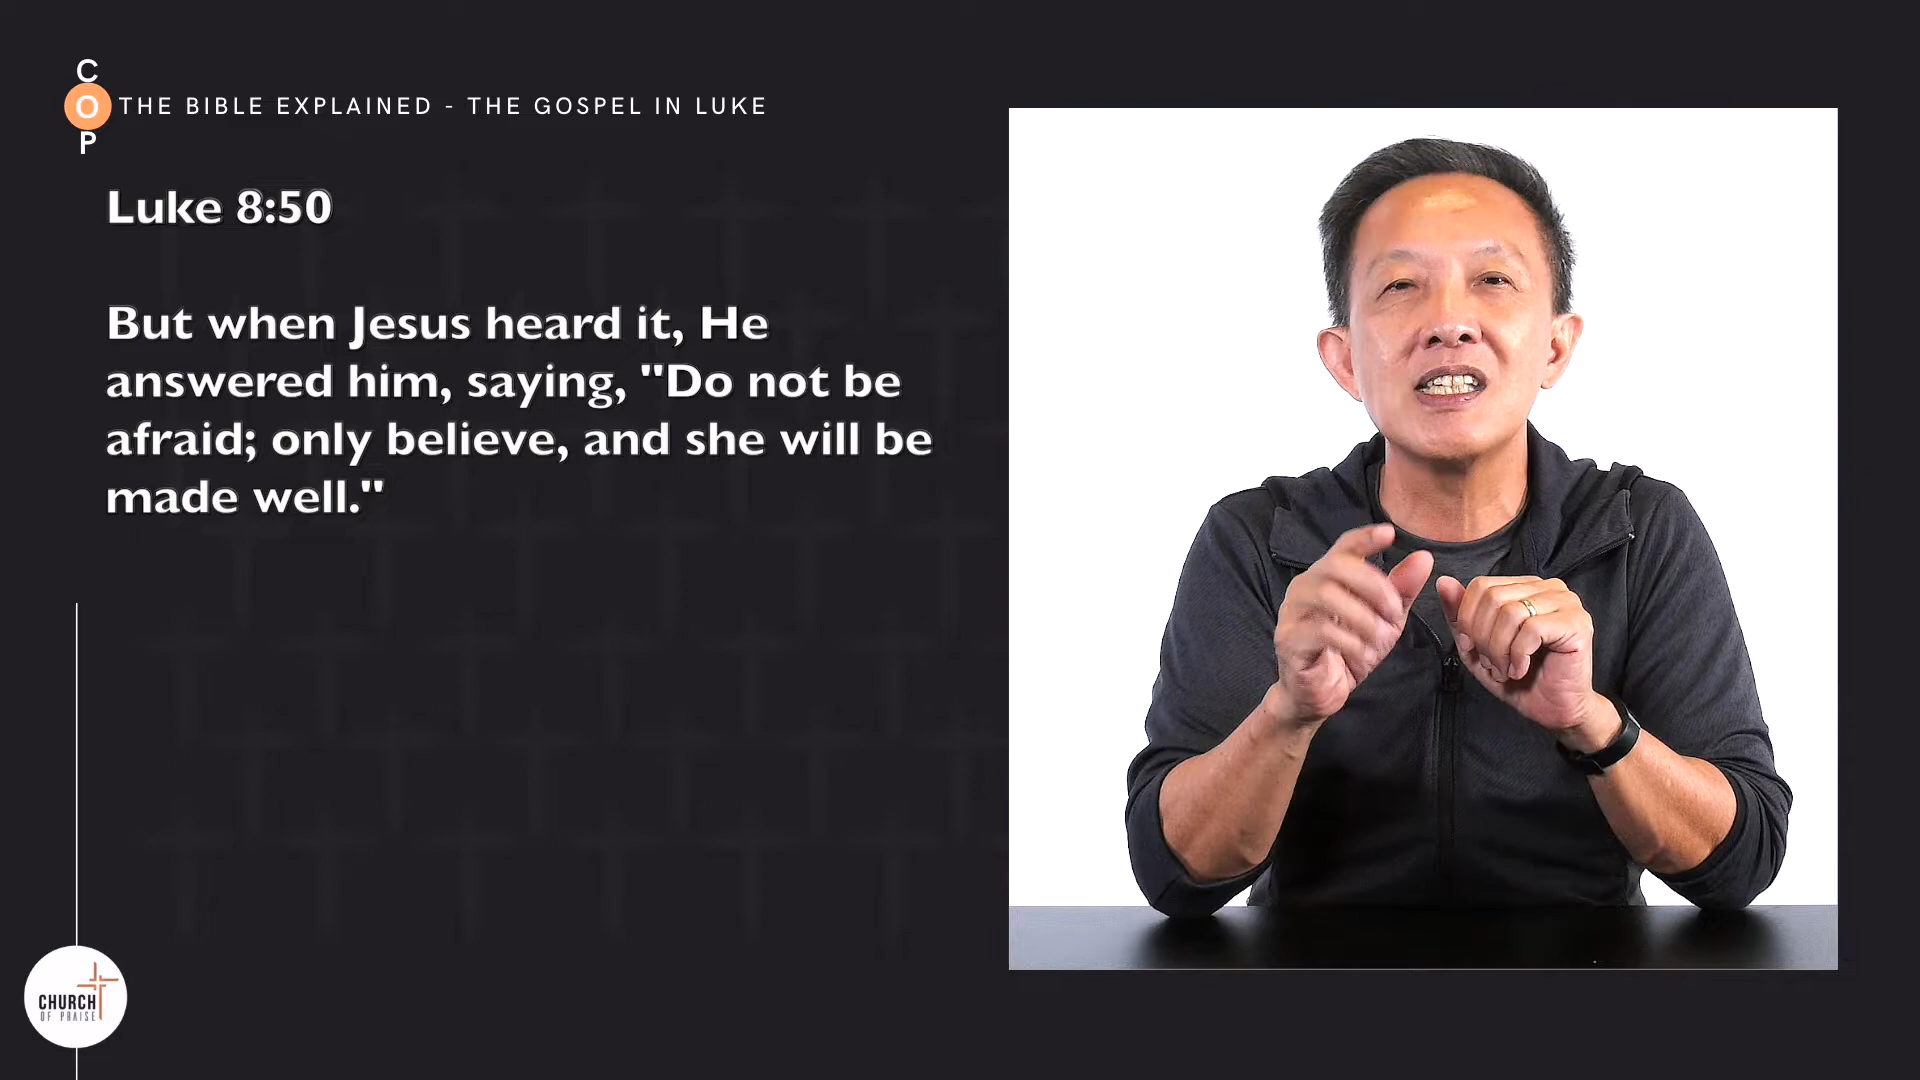 C
O THE BIBLE EXPLAINED - THE GOSPEL IN LUKE
P
Luke 8:50
But when Jesus heard it, He
answered him, saying, "Do not be
afraid; only believe, and she will be
made well."
CHURCH
OF PRAISE